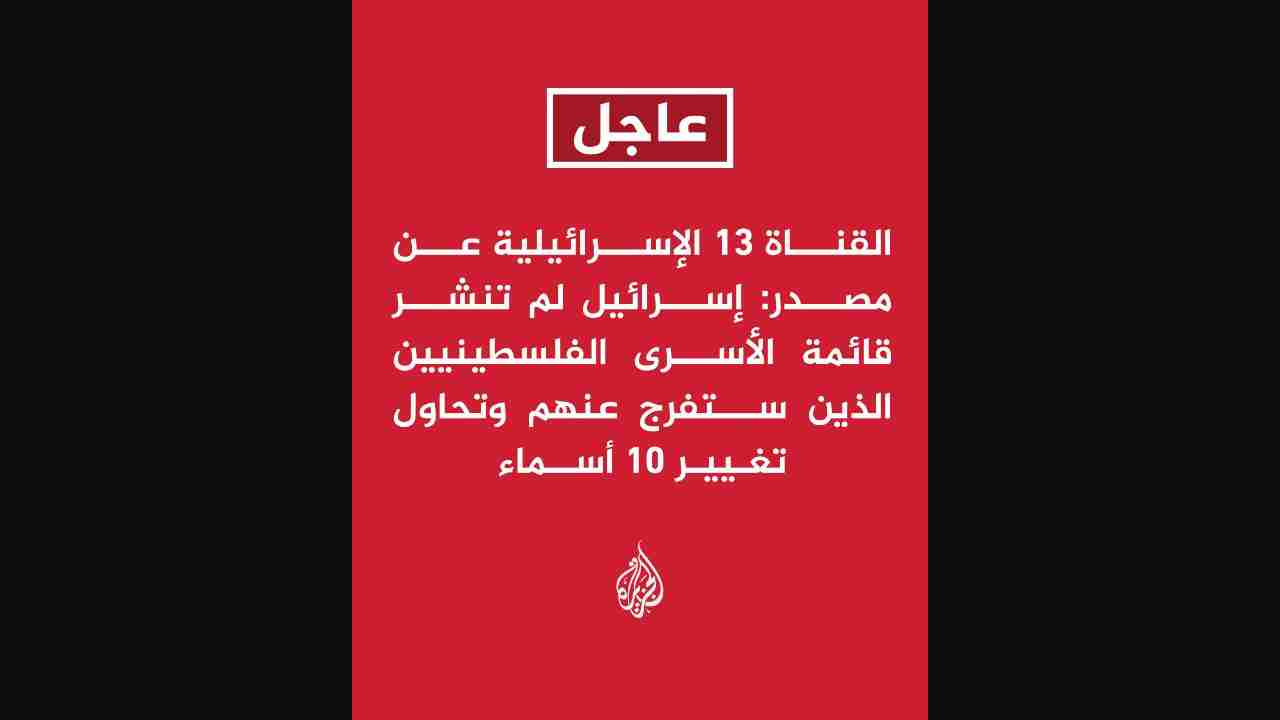 عاجل
القناة 13 الإسرائيلية عن
مصدر: إسرائيل لم تنشر
قائمة الأسرى الفلسطينيين
الذين ستفرج عنهم وتحاول
تغيير 10 أسماء
الجزيرة